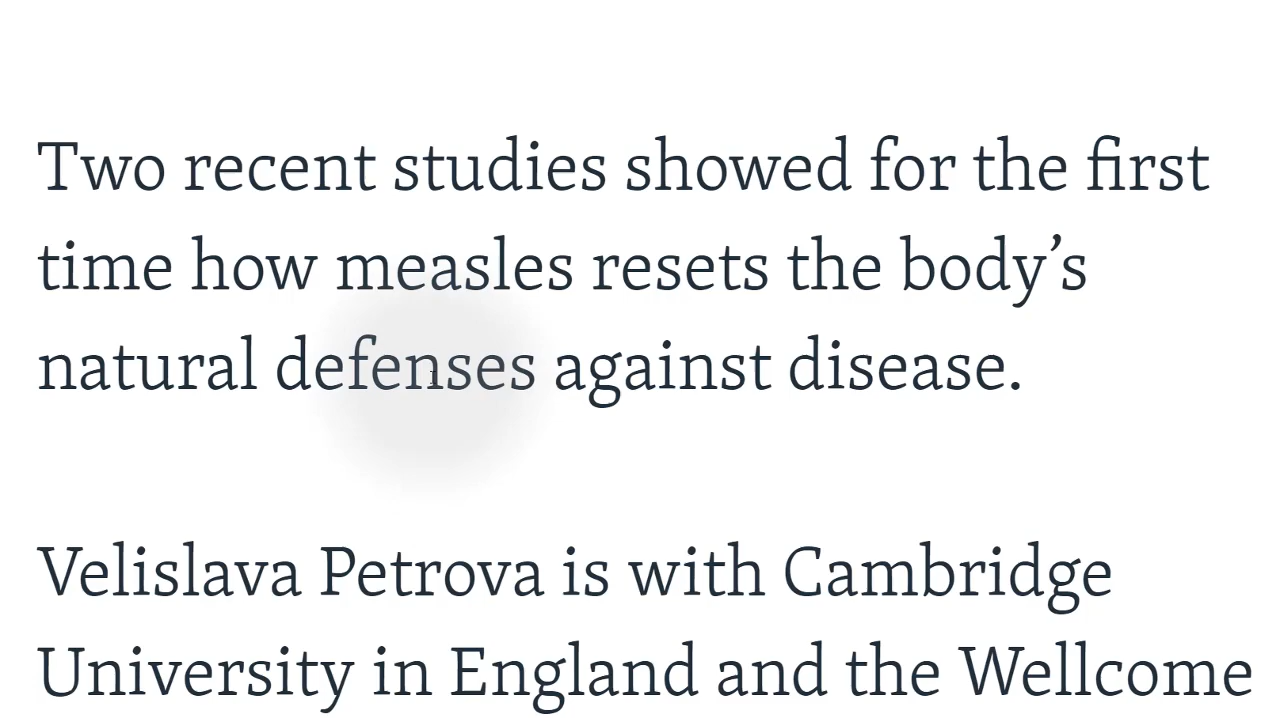 Two recent studies showed for the first
time how measles resets the body’s
natural defenses against disease.
Velislava Petrova is with Cambridge
University in England and the Wellcome